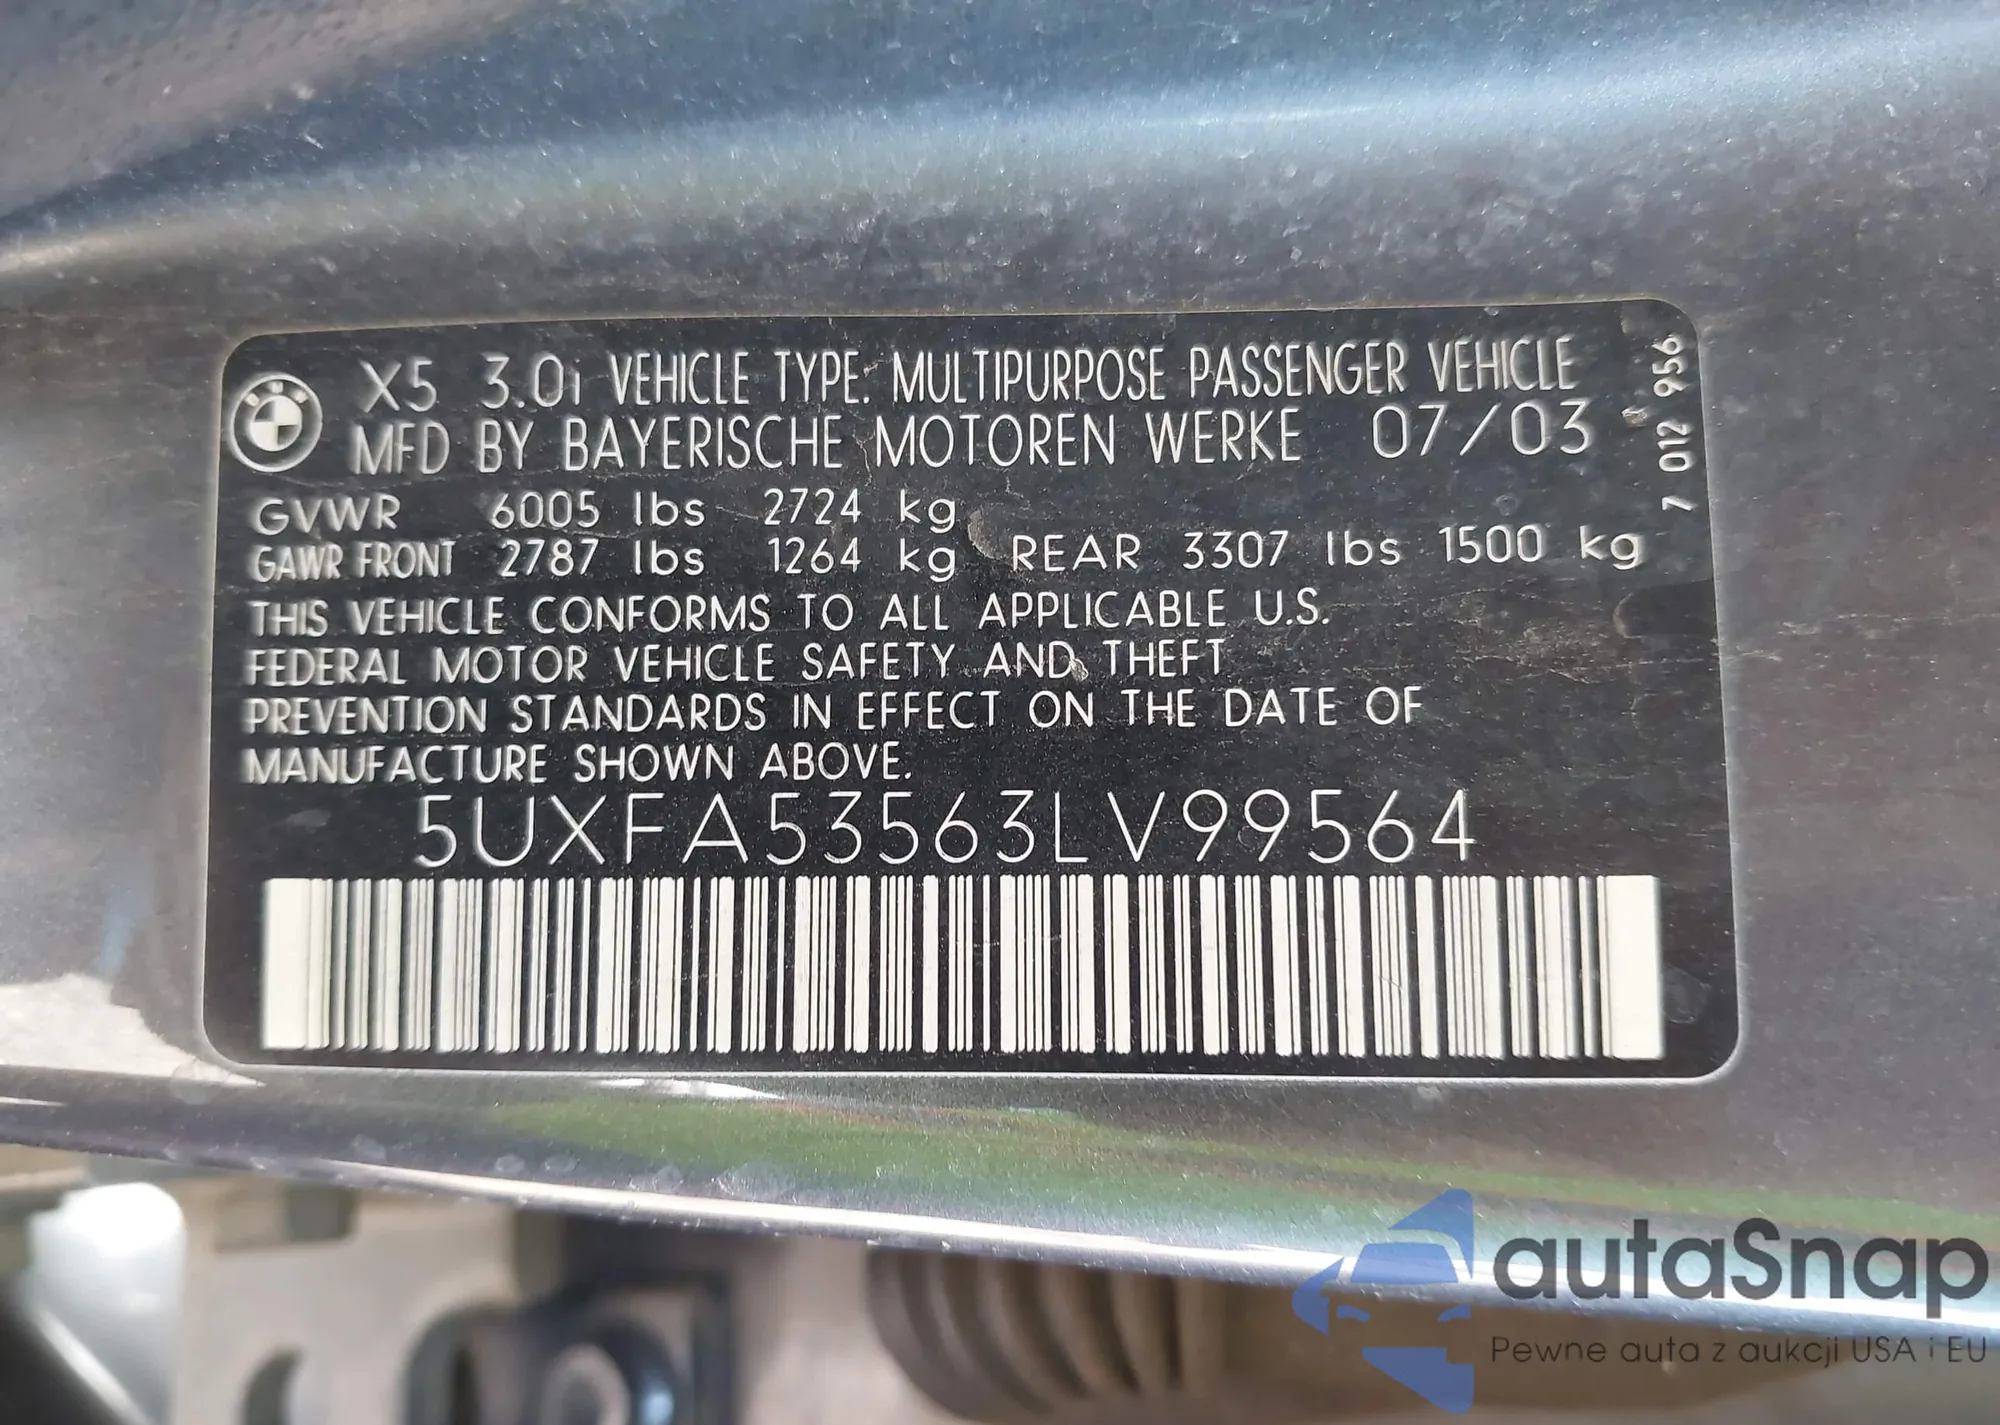 X5 3.0i VEHICLE TYPE: MULTIPURPOSE PASSENGER VEHICLE
MFD BY BAYERISCHE MOTOREN WERKE 07/03
7 012 956
GVWR 6005 lbs 2724 kg
GAWR FRONT 2787 lbs 1264 kg REAR 3307 lbs 1500 kg
THIS VEHICLE CONFORMS TO ALL APPLICABLE U.S.
FEDERAL MOTOR VEHICLE SAFETY AND THEFT
PREVENTION STANDARDS IN EFFECT ON THE DATE OF
MANUFACTURE SHOWN ABOVE.
5UXFA53563LV99564
autaSnap
Pewne auta z aukcji USA i EU